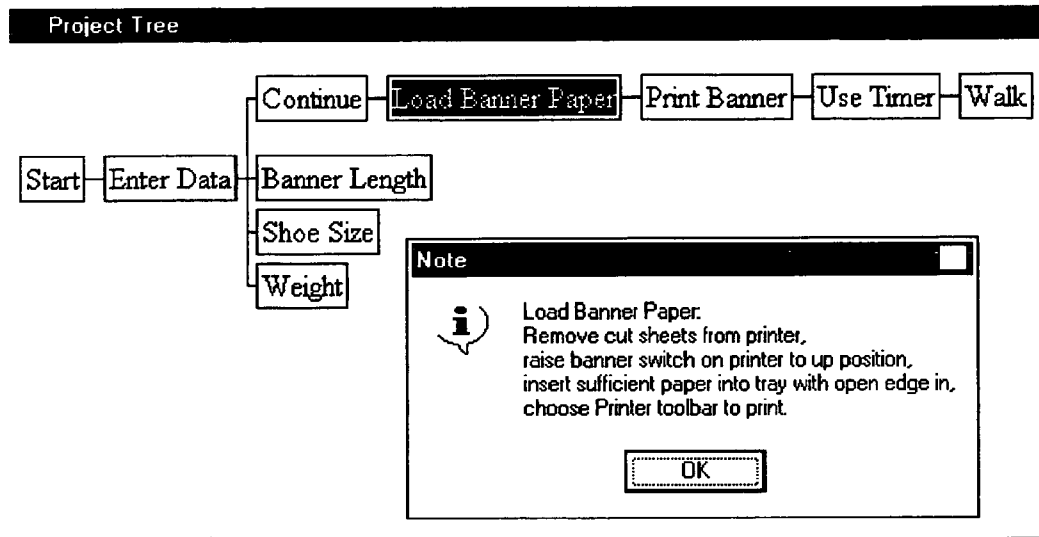 Project Tree
Continue Load Banner Paper Print Banner Use Timer Walk
Start Enter Data Banner Length
Shoe Size
Weight
Note
Load Banner Paper:
Remove cut sheets from printer,
raise banner switch on printer to up position,
insert sufficient paper into tray with open edge in,
choose Printer toolbar to print.
OK